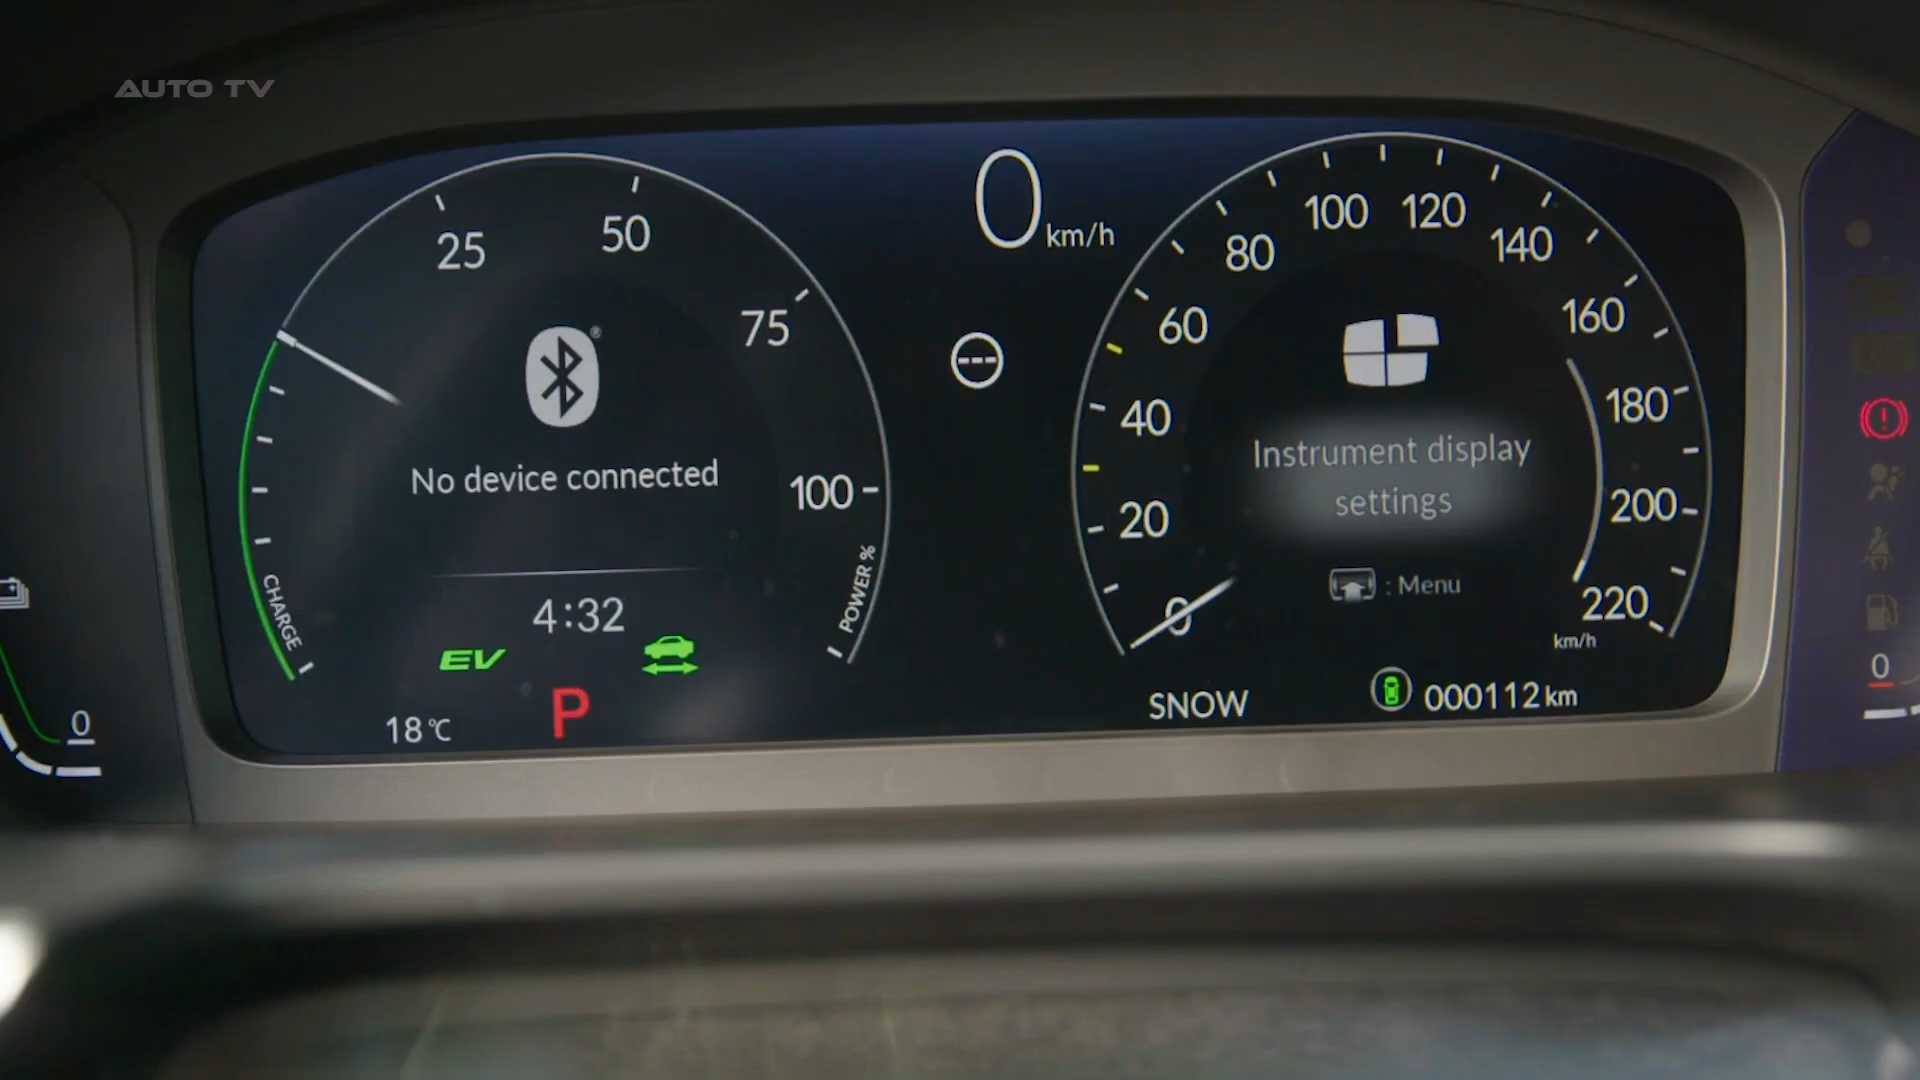 AUTO TV
25
50
75
100
POWER %
CHARGE
®
No device connected
4:32
EV
P
18°C
0
0 km/h
0
20
40
60
80
100
120
140
160
180
200
220
km/h
Instrument display
settings
: Menu
SNOW
000112 km
0